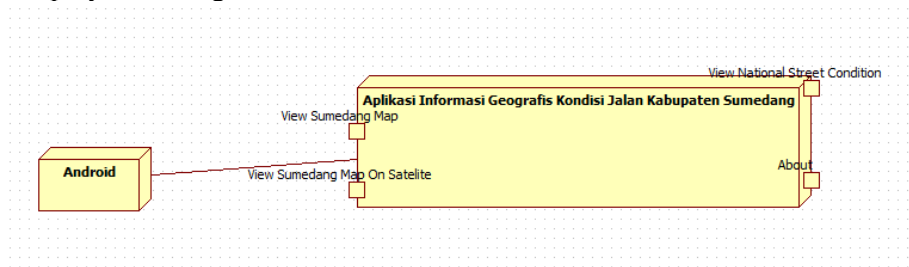 View National Street Condition
Aplikasi Informasi Geografis Kondisi Jalan Kabupaten Sumedang
View Sumedang Map
About
Android
View Sumedang Map On Satelite